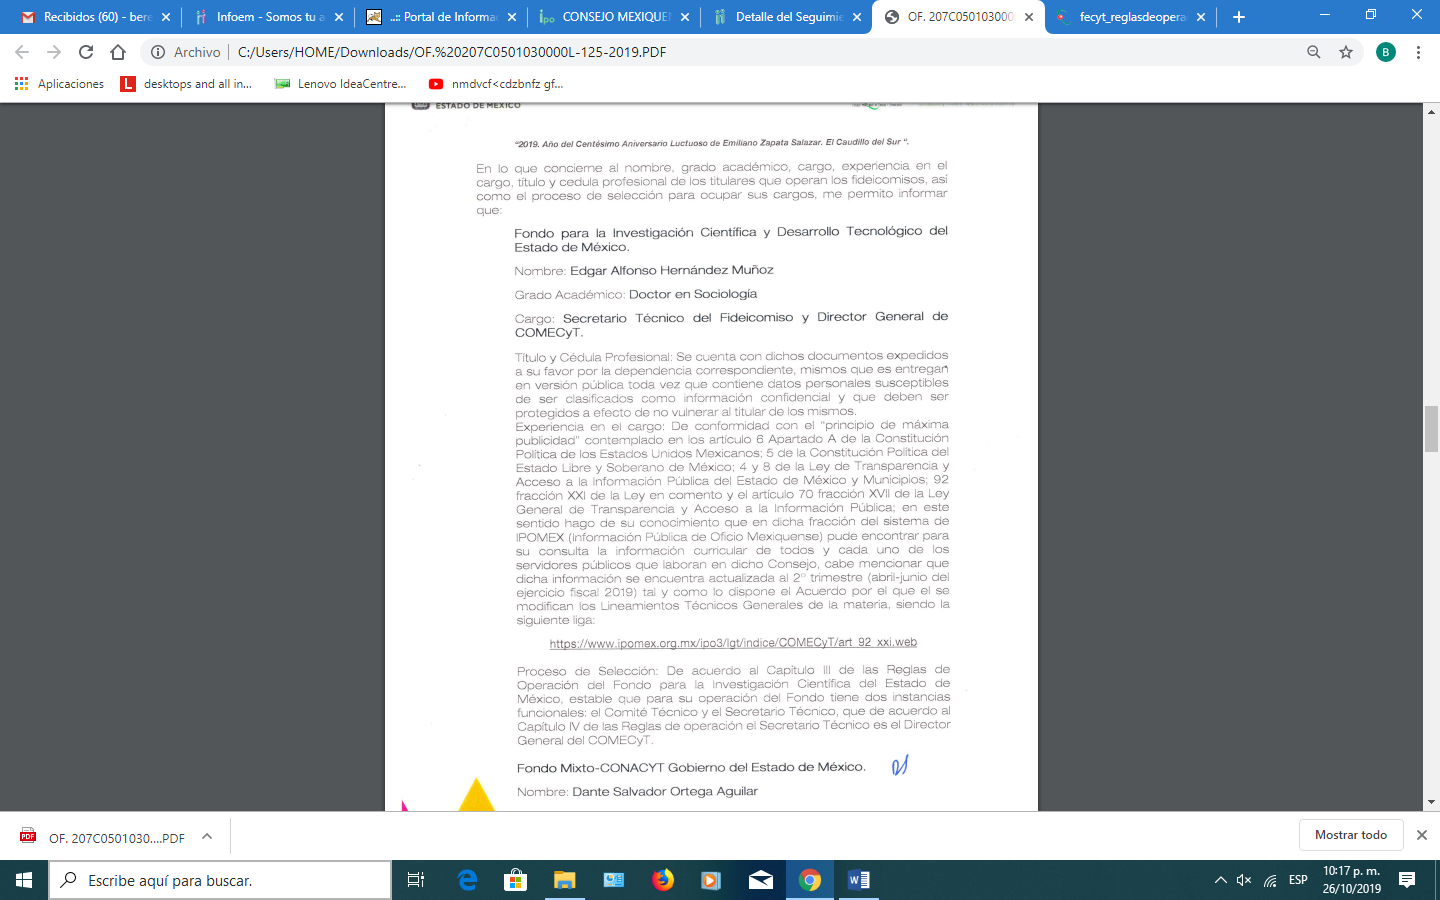 Recibidos (60) - bere
Infoem - Somos tu a
..:: Portal de Informac
CONSEJO MEXIQUEN
Detalle del Seguimie
OF. 207C0501030000
fecyt_reglasdeopera
Archivo
C:/Users/HOME/Downloads/OF.%20207C0501030000L-125-2019.PDF
B
Aplicaciones
desktops and all in...
Lenovo IdeaCentre...
nmdvcf<cdzbnfz gf...
ESTADO DE MÉXICO
"2019. Año del Centésimo Aniversario Luctuoso de Emiliano Zapata Salazar. El Caudillo del Sur ".
En lo que concierne al nombre, grado académico, cargo, experiencia en el
cargo, título y cedula profesional de los titulares que operan los fideicomisos, así
como el proceso de selección para ocupar sus cargos, me permito informar
que:
Fondo para la Investigación Científica y Desarrollo Tecnológico del
Estado de México.
Nombre: Edgar Alfonso Hernández Muñoz
Grado Académico: Doctor en Sociología
Cargo: Secretario Técnico del Fideicomiso y Director General de
COMECyT.
Título y Cédula Profesional: Se cuenta con dichos documentos expedidos
a su favor por la dependencia correspondiente, mismos que es entregan
en versión pública toda vez que contiene datos personales susceptibles
de ser clasificados como información confidencial y que deben ser
protegidos a efecto de no vulnerar al titular de los mismos.
Experiencia en el cargo: De conformidad con el "principio de máxima
publicidad" contemplado en los artículo 6 Apartado A de la Constitución
Política de los Estados Unidos Mexicanos; 5 de la Constitución Política del
Estado Libre y Soberano de México; 4 y 8 de la Ley de Transparencia y
Acceso a la Información Pública del Estado de México y Municipios; 92
fracción XXI de la Ley en comento y el artículo 70 fracción XVII de la Ley
General de Transparencia y Acceso a la Información Pública; en este
sentido hago de su conocimiento que en dicha fracción del sistema de
IPOMEX (Información Pública de Oficio Mexiquense) pude encontrar para
su consulta la información curricular de todos y cada uno de los
servidores públicos que laboran en dicho Consejo, cabe mencionar que
dicha información se encuentra actualizada al 2° trimestre (abril-junio del
ejercicio fiscal 2019) tal y como lo dispone el Acuerdo por el que el se
modifican los Lineamientos Técnicos Generales de la materia, siendo la
siguiente liga:
https://www.ipomex.org.mx/ipo3/lgt/indice/COMECyT/art_92_xxi.web
Proceso de Selección: De acuerdo al Capítulo III de las Reglas de
Operación del Fondo para la Investigación Científica del Estado de
México, estable que para su operación del Fondo tiene dos instancias
funcionales: el Comité Técnico y el Secretario Técnico, que de acuerdo al
Capítulo IV de las Reglas de operación el Secretario Técnico es el Director
General del COMECyT.
Fondo Mixto-CONACYT Gobierno del Estado de México.
Nombre: Dante Salvador Ortega Aguilar
OF. 207C0501030....PDF
Mostrar todo
Escribe aquí para buscar.
ESP
10:17 p. m.
26/10/2019